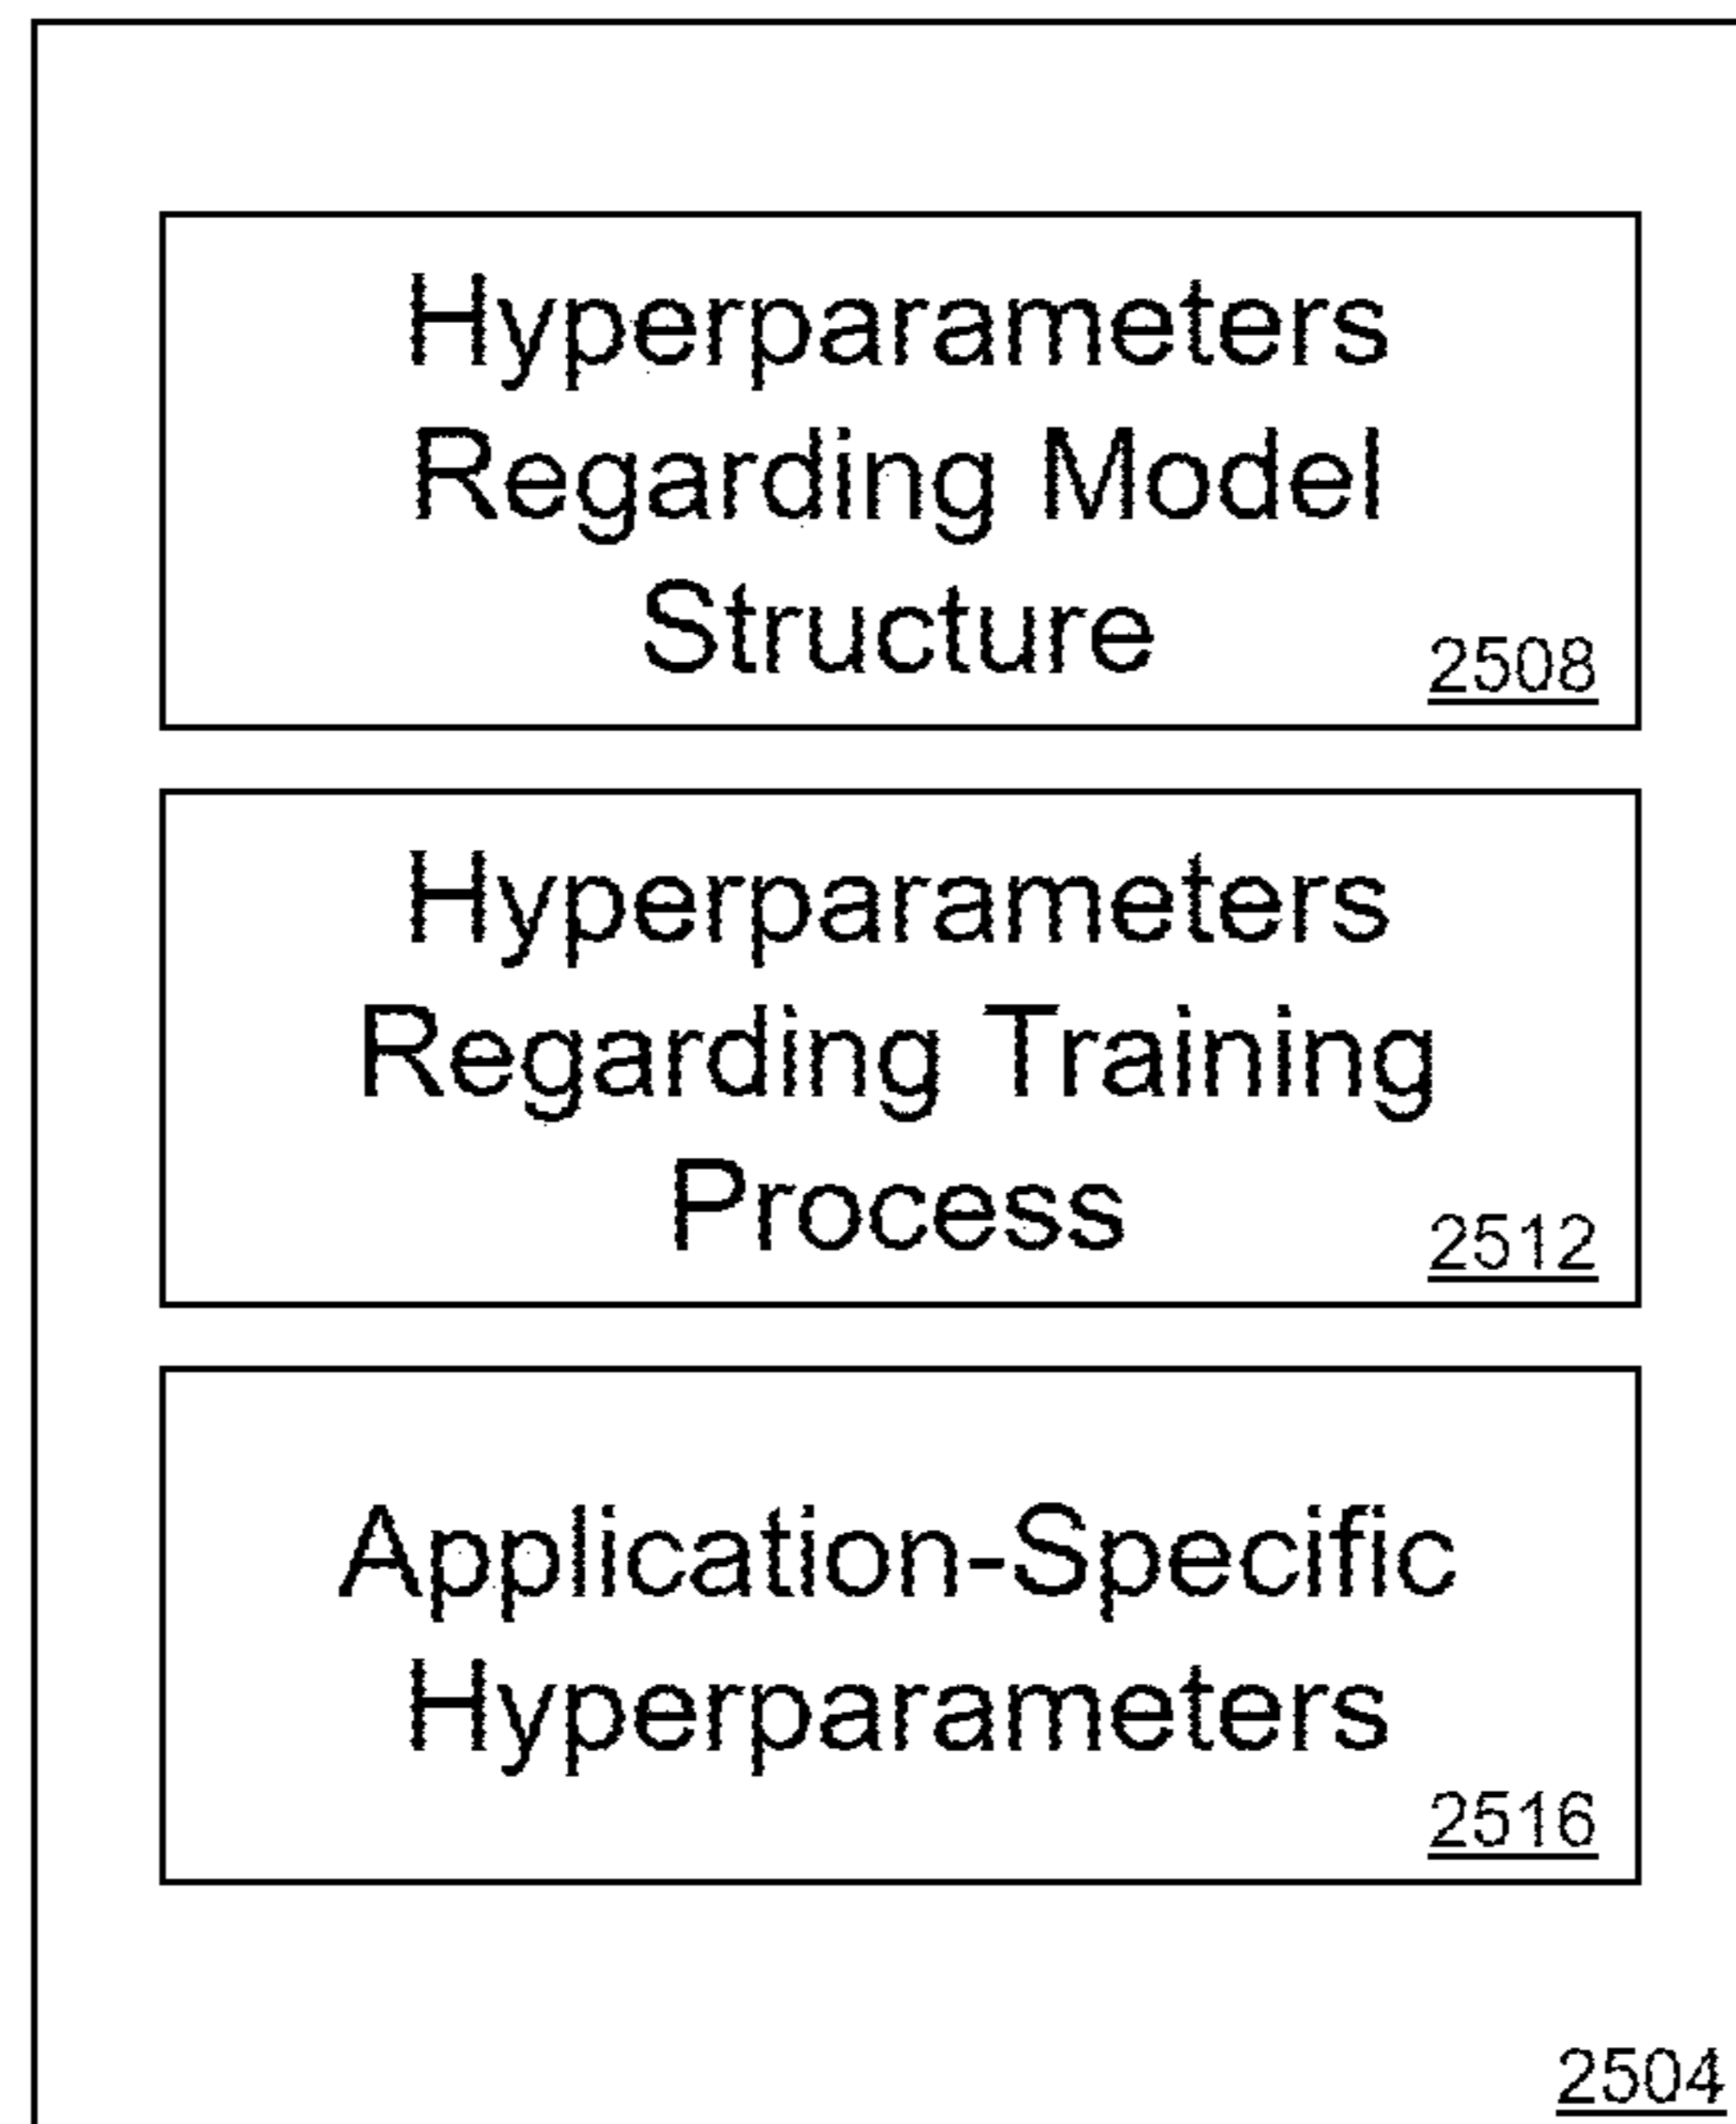 Hyperparameters
Regarding Model
Structure
2508
Hyperparameters
Regarding Training
Process
2512
Application-Specific
Hyperparameters
2516
2504